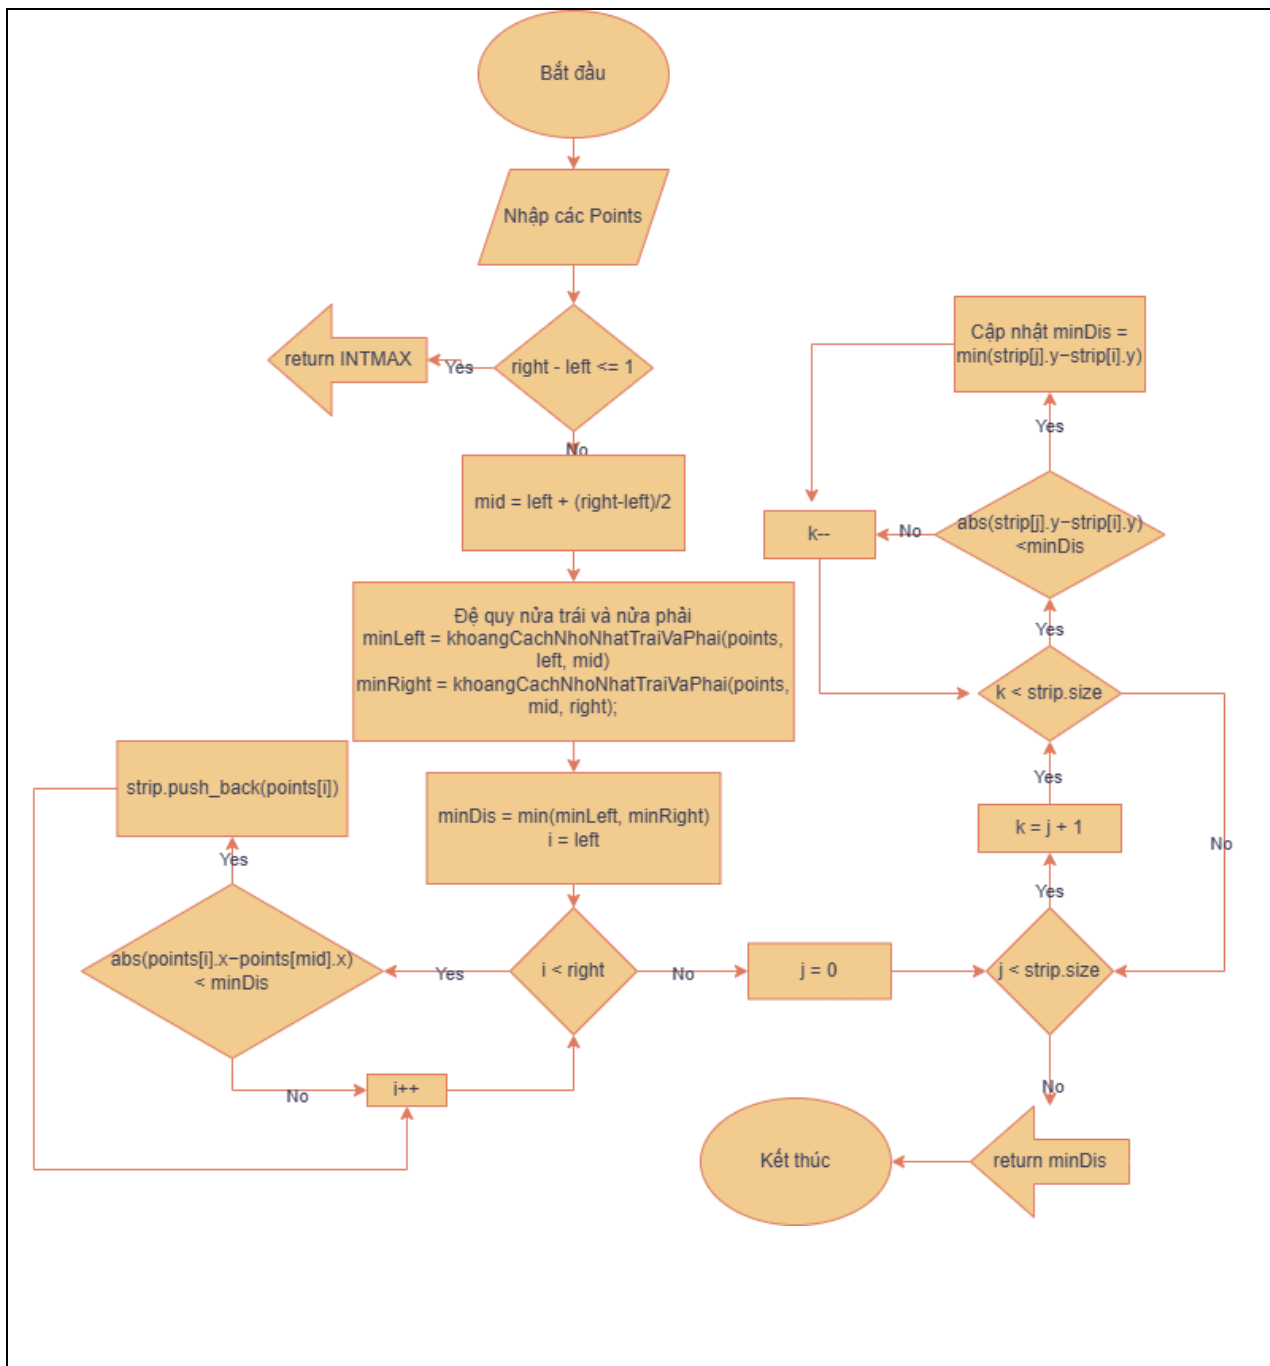 Bắt đầu
Nhập các Points
right - left <= 1
Yes
return INTMAX
No
mid = left + (right-left)/2
Đệ quy nửa trái và nửa phải
minLeft = khoangCachNhoNhatTraiVaPhai(points,
left, mid)
minRight = khoangCachNhoNhatTraiVaPhai(points,
mid, right);
minDis = min(minLeft, minRight)
i = left
i < right
Yes
abs(points[i].x−points[mid].x)
< minDis
Yes
strip.push_back(points[i])
No
i++
No
j = 0
j < strip.size
Yes
k = j + 1
Yes
k < strip.size
Yes
abs(strip[j].y−strip[i].y)
<minDis
Yes
Cập nhật minDis =
min(strip[j].y−strip[i].y)
No
k--
No
No
return minDis
Kết thúc